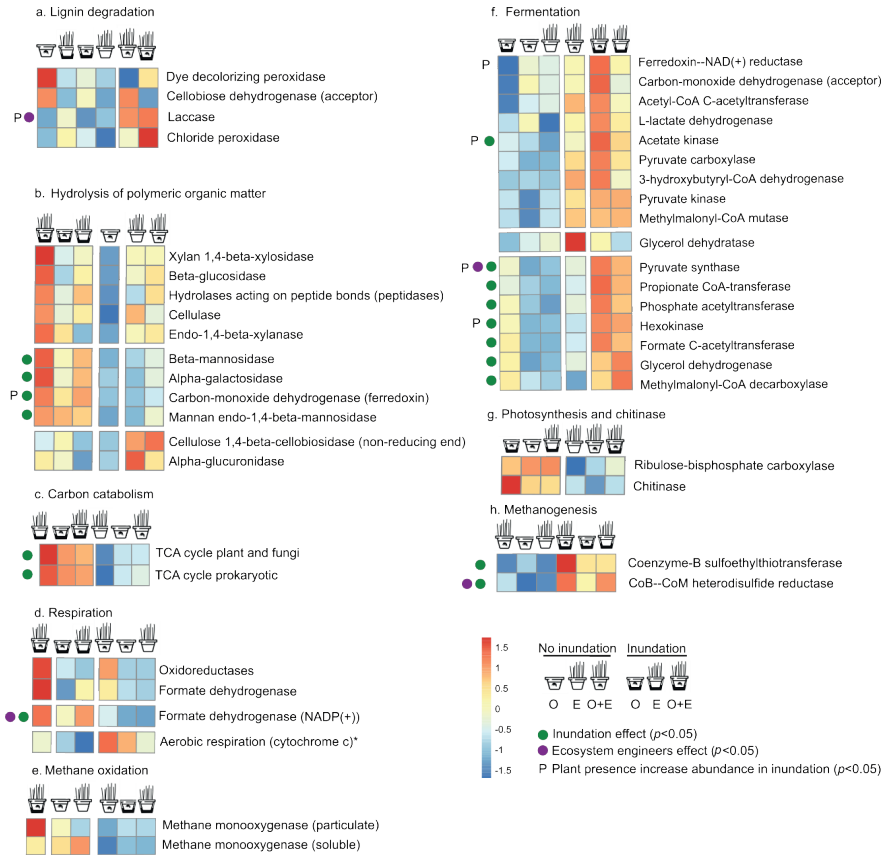 a. Lignin degradation
Dye decolorizing peroxidase
Cellobiose dehydrogenase (acceptor)
P Laccase
Chloride peroxidase
b. Hydrolysis of polymeric organic matter
Xylan 1,4-beta-xylosidase
Beta-glucosidase
Hydrolases acting on peptide bonds (peptidases)
Cellulase
Endo-1,4-beta-xylanase
Beta-mannosidase
Alpha-galactosidase
P Carbon-monoxide dehydrogenase (ferredoxin)
Mannan endo-1,4-beta-mannosidase
Cellulose 1,4-beta-cellobiosidase (non-reducing end)
Alpha-glucuronidase
c. Carbon catabolism
TCA cycle plant and fungi
TCA cycle prokaryotic
d. Respiration
Oxidoreductases
Formate dehydrogenase
Formate dehydrogenase (NADP(+))
Aerobic respiration (cytochrome c)*
e. Methane oxidation
Methane monooxygenase (particulate)
Methane monooxygenase (soluble)
f. Fermentation
P Ferredoxin--NAD(+) reductase
Carbon-monoxide dehydrogenase (acceptor)
Acetyl-CoA C-acetyltransferase
L-lactate dehydrogenase
P Acetate kinase
Pyruvate carboxylase
3-hydroxybutyryl-CoA dehydrogenase
Pyruvate kinase
Methylmalonyl-CoA mutase
Glycerol dehydratase
P Pyruvate synthase
Propionate CoA-transferase
Phosphate acetyltransferase
P Hexokinase
Formate C-acetyltransferase
Glycerol dehydrogenase
Methylmalonyl-CoA decarboxylase
g. Photosynthesis and chitinase
Ribulose-bisphosphate carboxylase
Chitinase
h. Methanogenesis
Coenzyme-B sulfoethylthiotransferase
CoB--CoM heterodisulfide reductase
1.5
1
0.5
0
-0.5
-1
-1.5
No inundation Inundation
O E O+E O E O+E
Inundation effect (p<0.05)
Ecosystem engineers effect (p<0.05)
P Plant presence increase abundance in inundation (p<0.05)